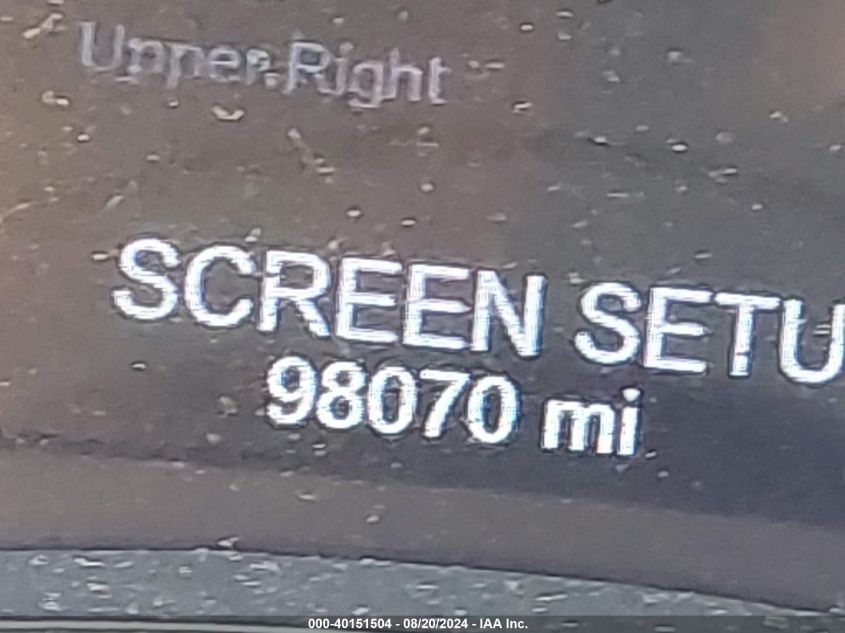 Upper Right
SCREEN SETU
98070 mi
000-40151504 - 08/20/2024 - IAA Inc.